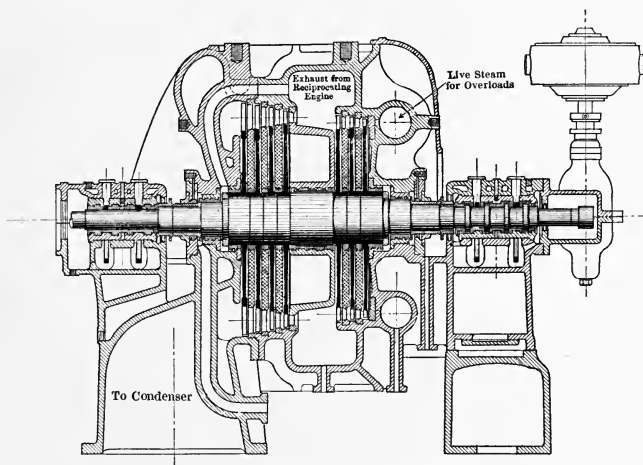 Exhaust from
Reciprocating
Engine
Live Steam
for Overloads
To Condenser